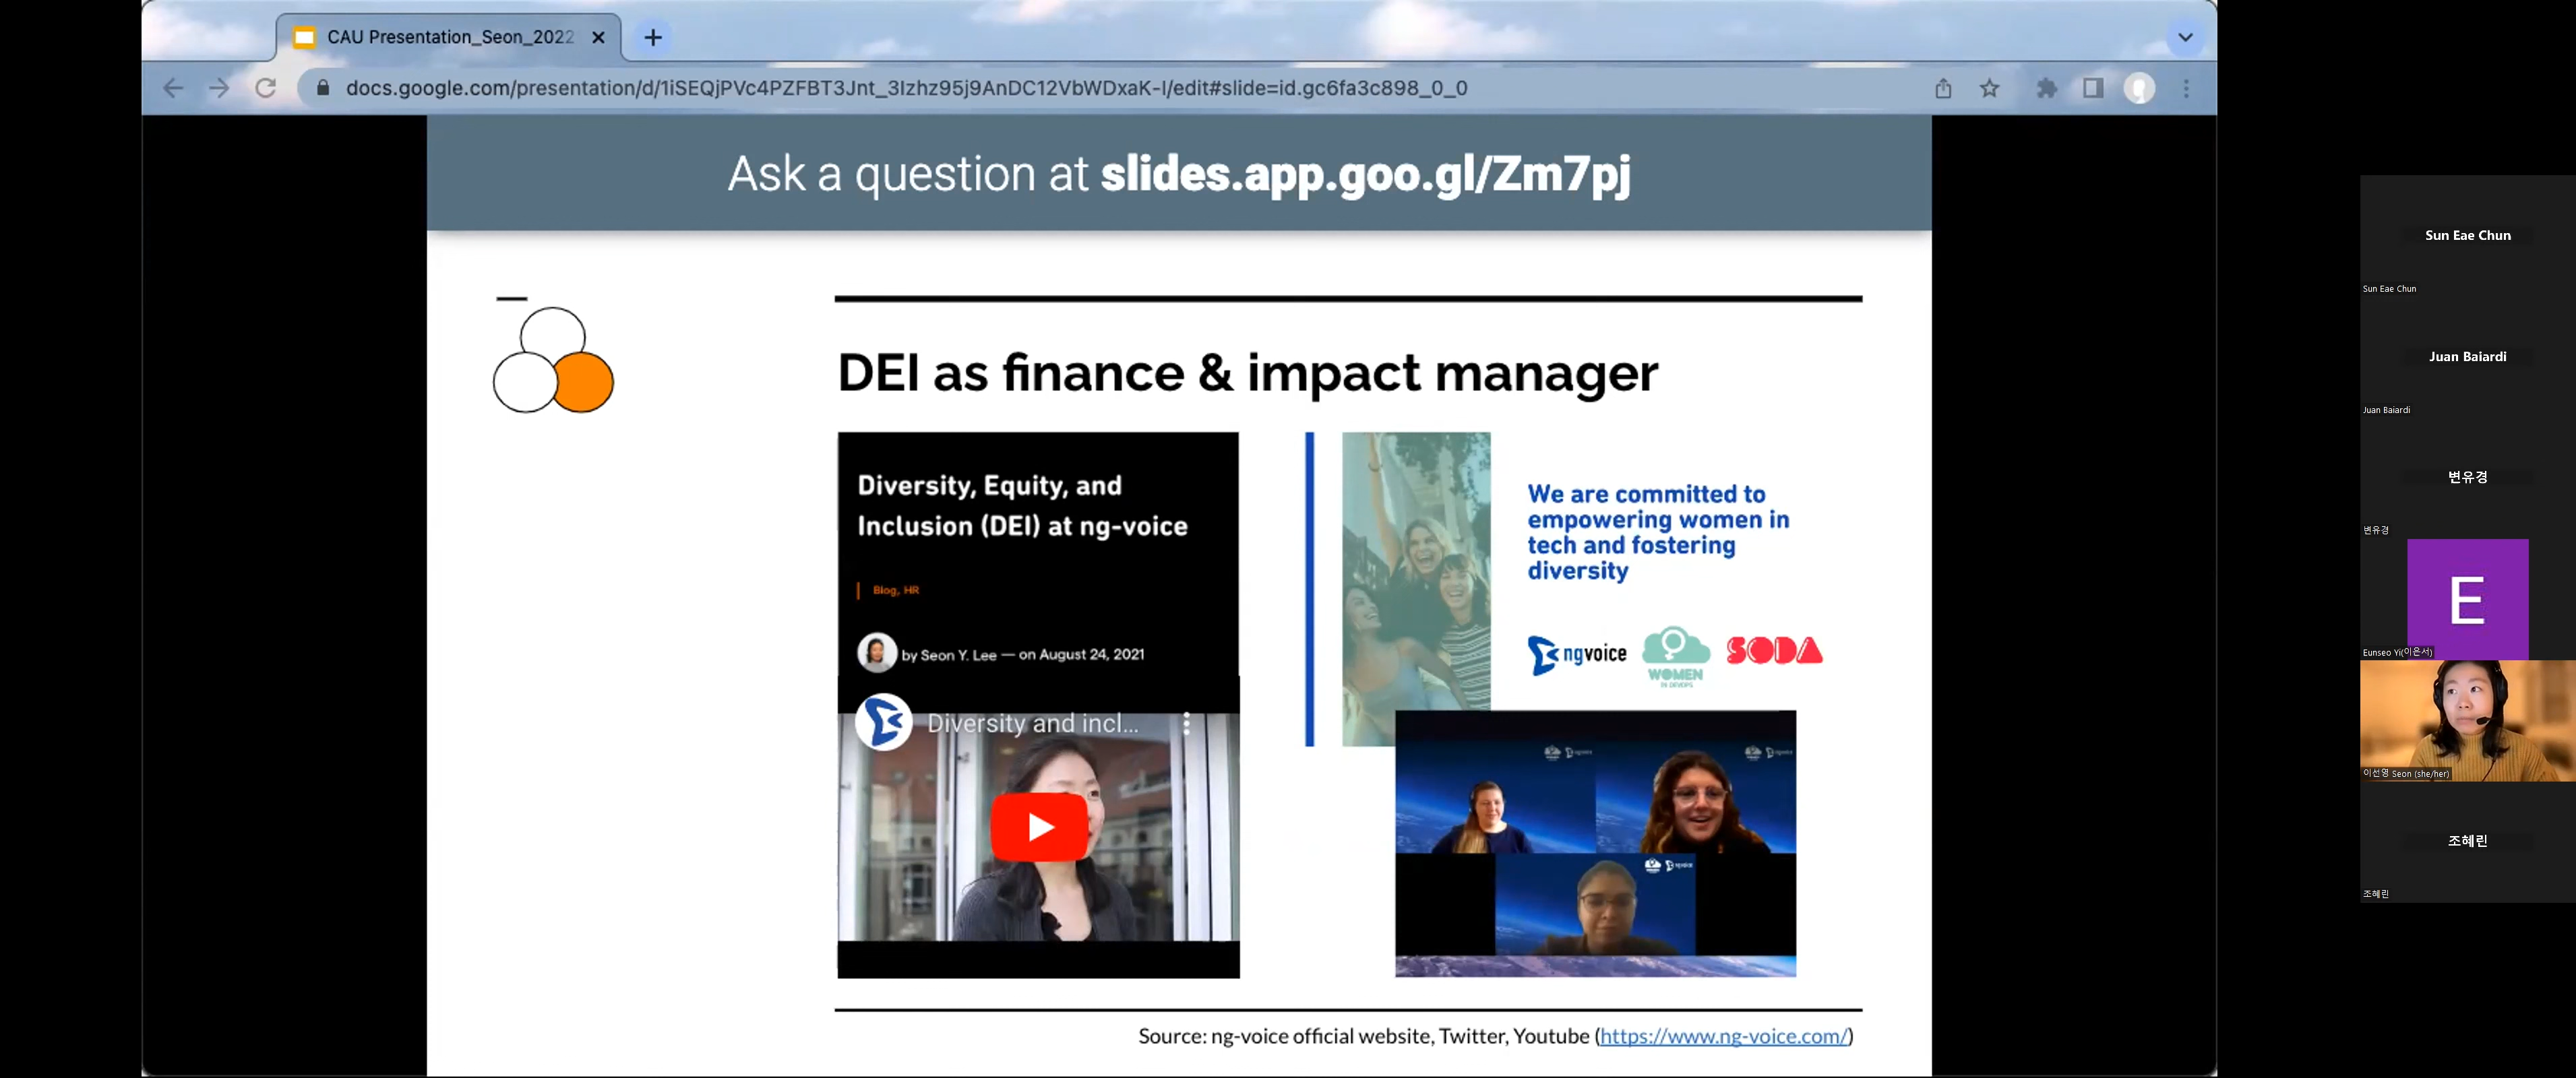 CAU Presentation_Seon_2022
docs.google.com/presentation/d/1iSEQjPVc4PZFBT3Jnt_3Izhz95j9AnDC12VbWDxaK-I/edit#slide=id.gc6fa3c898_0_0
Ask a question at slides.app.goo.gl/Zm7pj
DEI as finance & impact manager
Diversity, Equity, and
Inclusion (DEI) at ng-voice
Blog, HR
by Seon Y. Lee — on August 24, 2021
Diversity and incl...
We are committed to
empowering women in
tech and fostering
diversity
ngvoice
WOMEN
IN DEVOPS
SODA
Source: ng-voice official website, Twitter, Youtube (https://www.ng-voice.com/)
Sun Eae Chun
Sun Eae Chun
Juan Baiardi
Juan Baiardi
변유경
변유경
E
Eunseo Yi(이은서)
이선영 Seon (she/her)
조혜린
조혜린